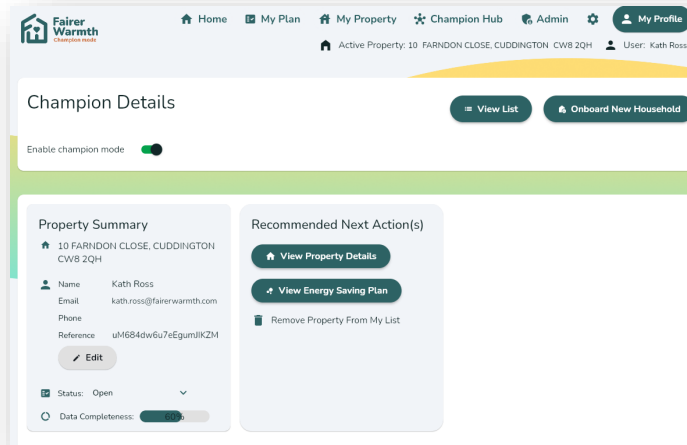 Fairer
Warmth
Champion mode
Home
My Plan
My Property
Champion Hub
Admin
My Profile
Active Property: 10 FARNDON CLOSE, CUDDINGTON CW8 2QH
User: Kath Ross
Champion Details
View List
Onboard New Household
Enable champion mode
Property Summary
10 FARNDON CLOSE, CUDDINGTON
CW8 2QH
Name Kath Ross
Email kath.ross@fairerwarmth.com
Phone
Reference uM684dw6u7eEgumJIKZM
Edit
Status: Open
Data Completeness: 60%
Recommended Next Action(s)
View Property Details
View Energy Saving Plan
Remove Property From My List